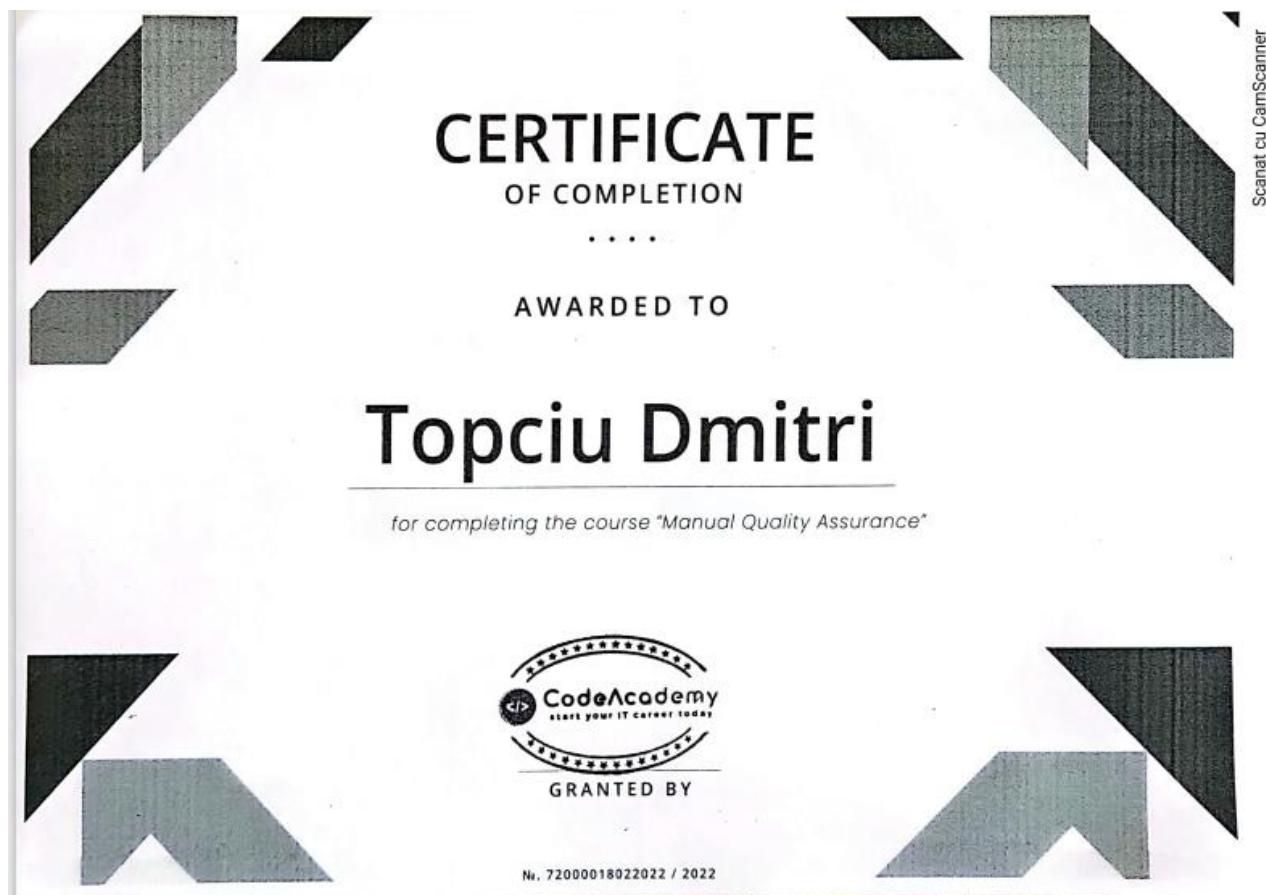 CERTIFICATE
OF COMPLETION
AWARDED TO
Topciu Dmitri
for completing the course "Manual Quality Assurance"
</> CodeAcademy
start your IT career today
GRANTED BY
№. 72000018022022 / 2022
Scanat cu CamScanner